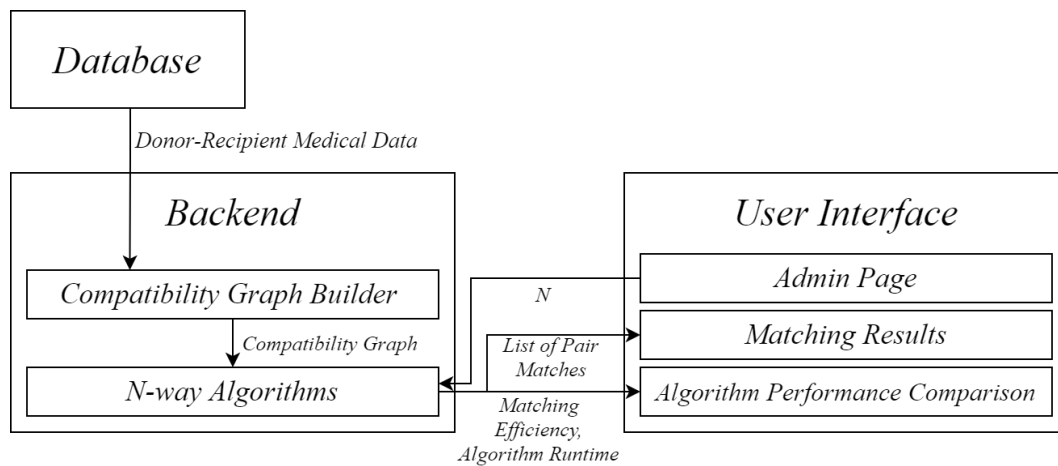 Database
Donor-Recipient Medical Data
Backend
Compatibility Graph Builder
Compatibility Graph
N-way Algorithms
User Interface
Admin Page
N
Matching Results
List of Pair
Matches
Algorithm Performance Comparison
Matching
Efficiency,
Algorithm Runtime